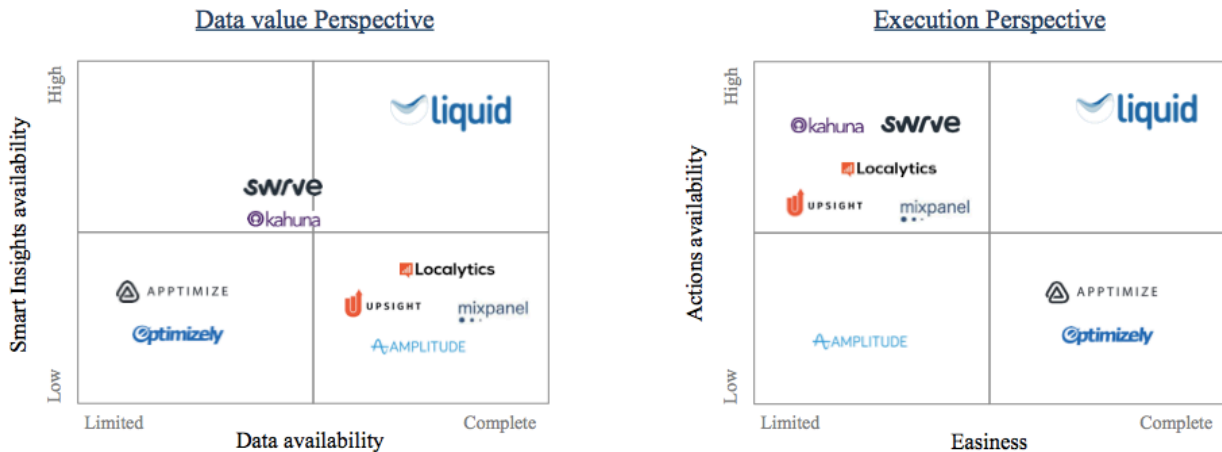 Data value Perspective
High
Smart Insights availability
Low
liquid
swrve
kahuna
APPTIMIZE
Optimizely
Localytics
UPSIGHT
mixpanel
AMPLITUDE
Limited
Complete
Data availability
Execution Perspective
High
Actions availability
Low
kahuna
swrve
liquid
Localytics
UPSIGHT
mixpanel
APPTIMIZE
AMPLITUDE
Optimizely
Limited
Complete
Easiness